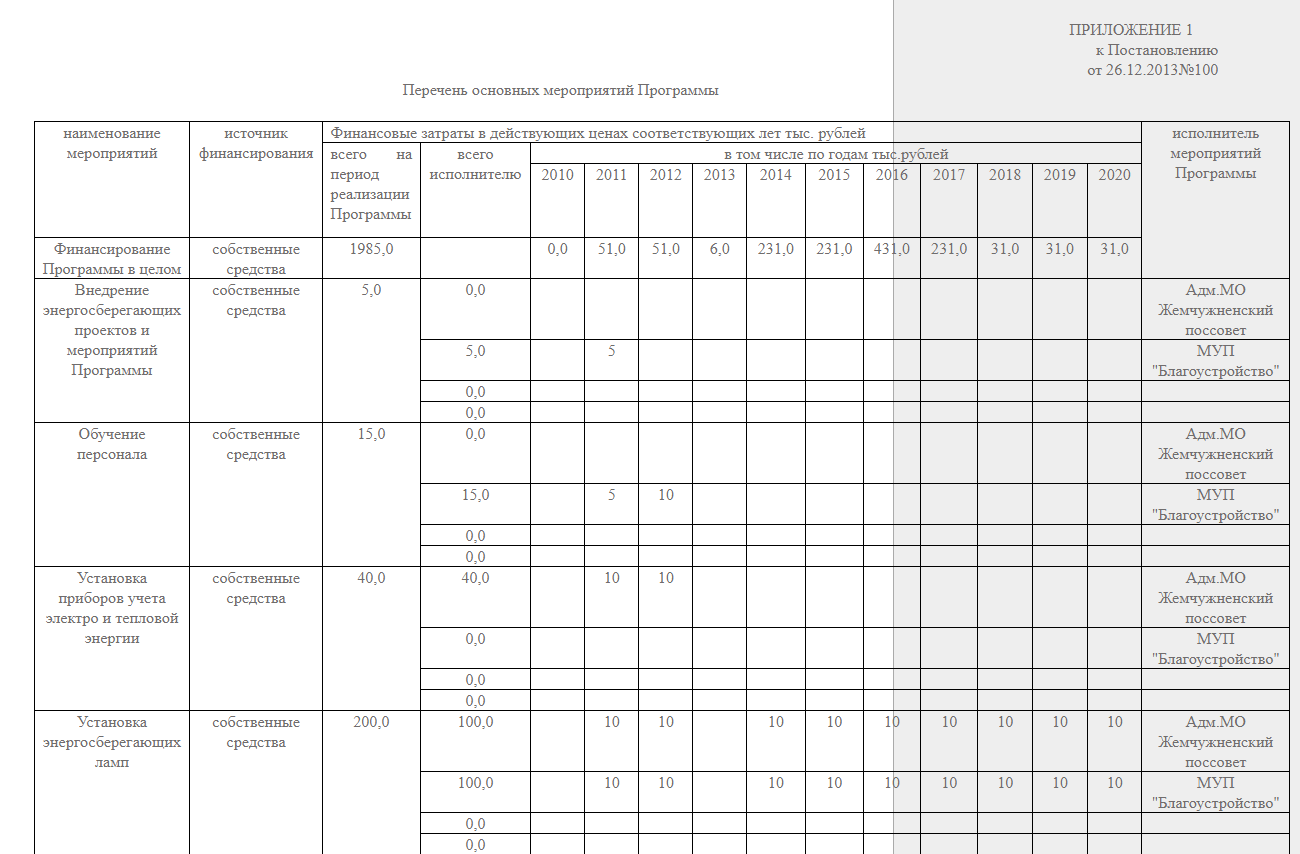 ПРИЛОЖЕНИЕ 1
к Постановлению
от 26.12.2013№100
Перечень основных мероприятий Программы
наименование мероприятий
источник финансирования
Финансовые затраты в действующих ценах соответствующих лет тыс. рублей
исполнитель мероприятий Программы
всего на период реализации Программы
всего исполнителю
в том числе по годам тыс.рублей
2010 2011 2012 2013 2014 2015 2016 2017 2018 2019 2020
Финансирование Программы в целом
собственные средства
1985,0 0,0 51,0 51,0 6,0 231,0 231,0 431,0 231,0 31,0 31,0 31,0
Внедрение энергосберегающих проектов и мероприятий Программы
собственные средства
5,0 0,0 Адм.МО Жемчужненский поссовет
5,0 5 МУП "Благоустройство"
0,0
0,0
Обучение персонала
собственные средства
15,0 0,0 Адм.МО Жемчужненский поссовет
15,0 5 10 МУП "Благоустройство"
0,0
0,0
Установка приборов учета электро и тепловой энергии
собственные средства
40,0 40,0 10 10 Адм.МО Жемчужненский поссовет
0,0 МУП "Благоустройство"
0,0
0,0
Установка энергосберегающих ламп
собственные средства
200,0 100,0 10 10 10 10 10 10 10 10 10 Адм.МО Жемчужненский поссовет
100,0 10 10 10 10 10 10 10 10 10 МУП "Благоустройство"
0,0
0,0